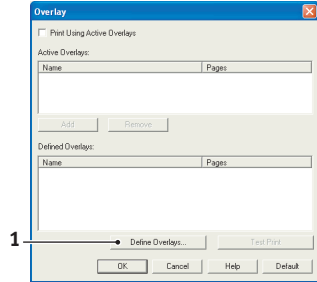 Overlay
Print Using Active Overlays
Active Overlays:
Name Pages
Add Remove
Defined Overlays:
Name Pages
1 Define Overlays... Test Print
OK Cancel Help Default